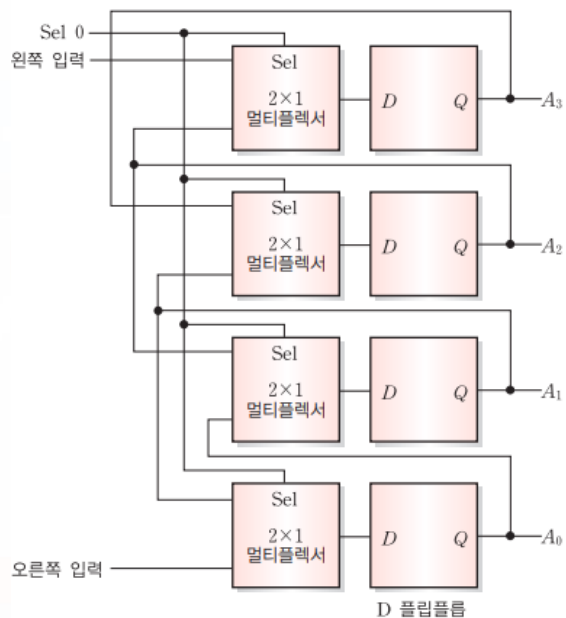 Sel 0
왼쪽 입력
Sel
2×1
멀티플렉서
D Q
A3
Sel
2×1
멀티플렉서
D Q
A2
Sel
2×1
멀티플렉서
D Q
A1
Sel
2×1
멀티플렉서
D Q
A0
오른쪽 입력
D 플립플롭